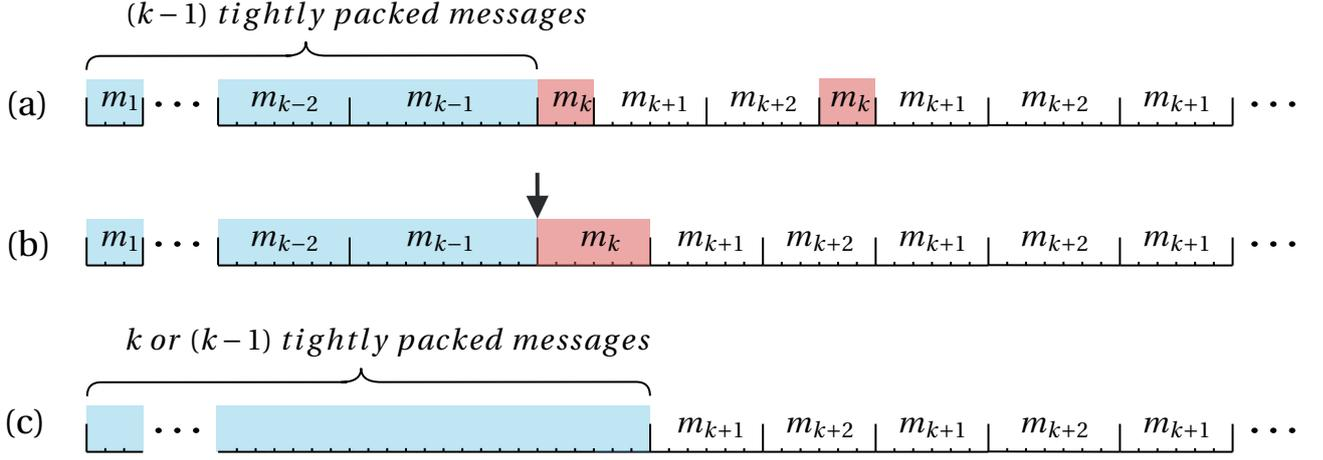 (k − 1) tightly packed messages
(a) m₁ ... mₖ₋₂ mₖ₋₁ mₖ mₖ₊₁ mₖ₊₂ mₖ mₖ₊₁ mₖ₊₂ mₖ₊₁ ...
(b) m₁ ... mₖ₋₂ mₖ₋₁ mₖ mₖ₊₁ mₖ₊₂ mₖ₊₁ mₖ₊₂ mₖ₊₁ ...
k or (k − 1) tightly packed messages
(c) ... mₖ₊₁ mₖ₊₂ mₖ₊₁ mₖ₊₂ mₖ₊₁ ...